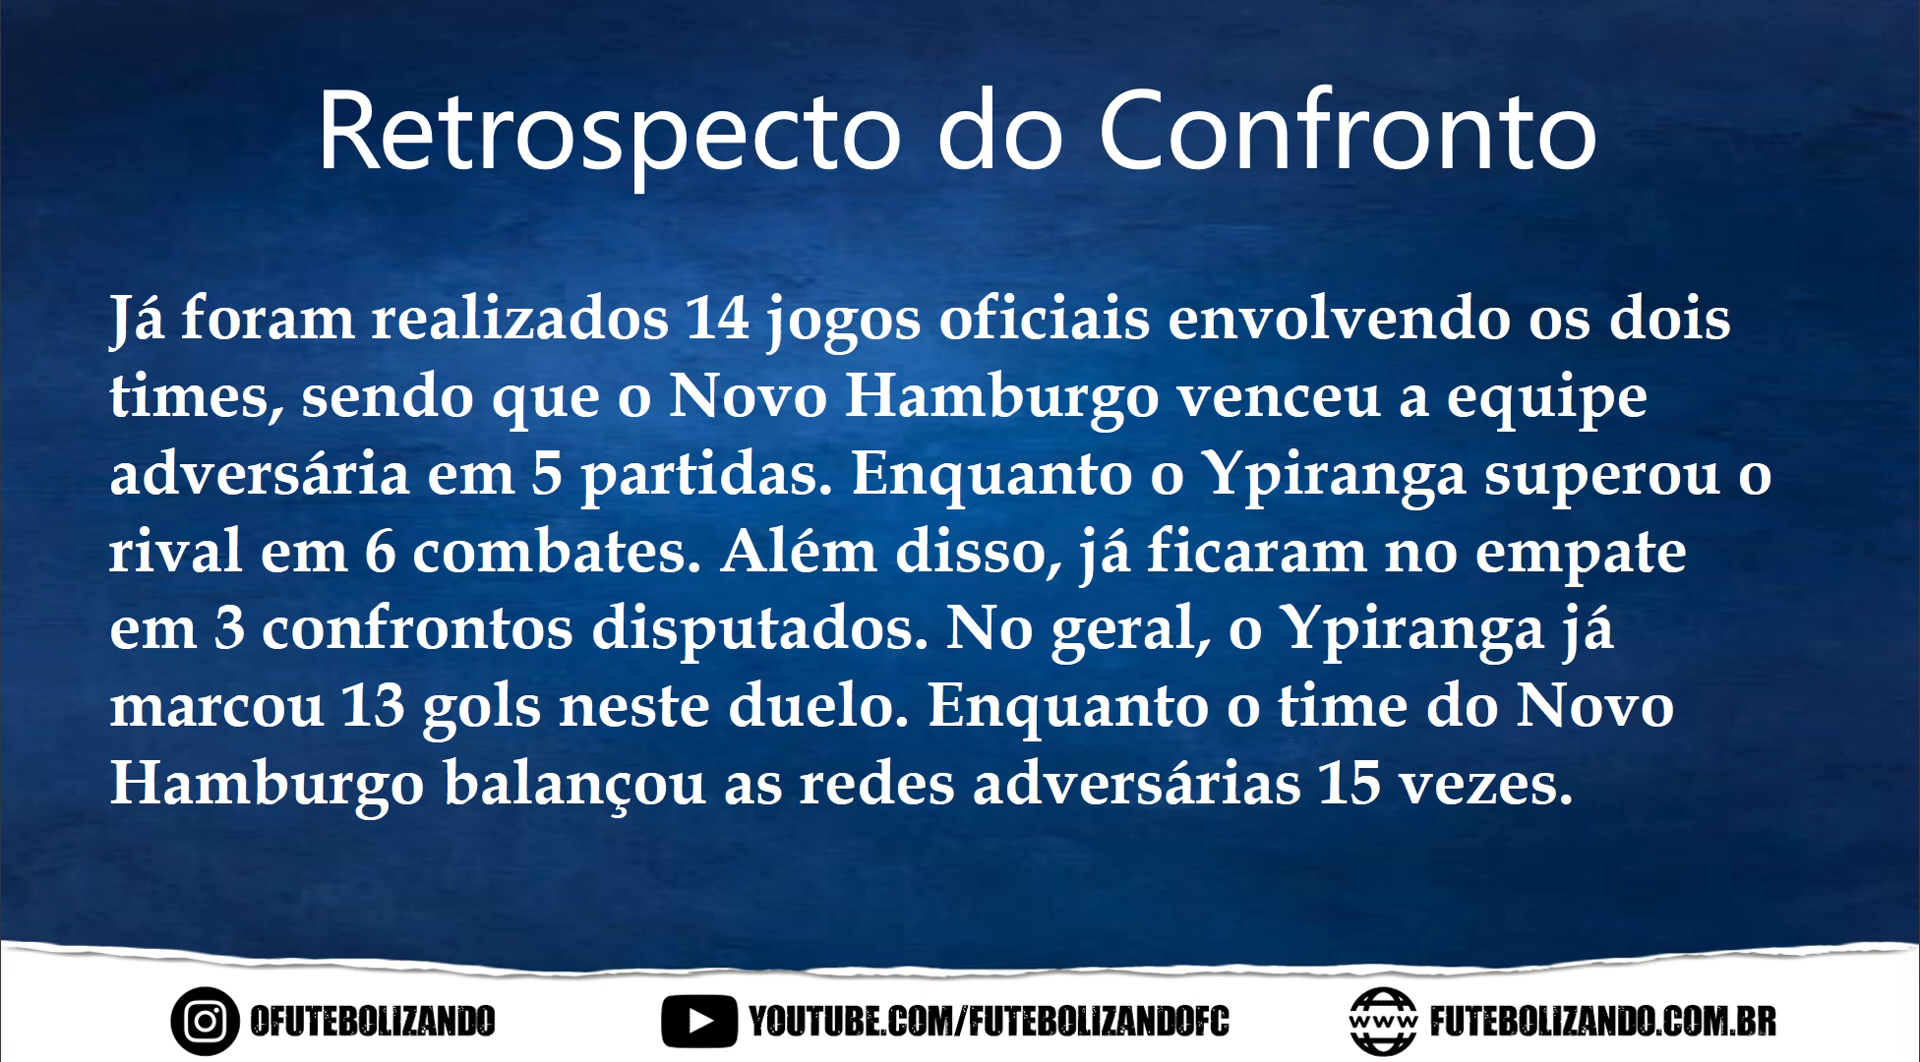 Retrospecto do Confronto
Já foram realizados 14 jogos oficiais envolvendo os dois
times, sendo que o Novo Hamburgo venceu a equipe
adversária em 5 partidas. Enquanto o Ypiranga superou o
rival em 6 combates. Além disso, já ficaram no empate
em 3 confrontos disputados. No geral, o Ypiranga já
marcou 13 gols neste duelo. Enquanto o time do Novo
Hamburgo balançou as redes adversárias 15 vezes.
OFUTEBOLIZANDO
YOUTUBE.COM/FUTEBOLIZANDOFC
WWW
FUTEBOLIZANDO.COM.BR